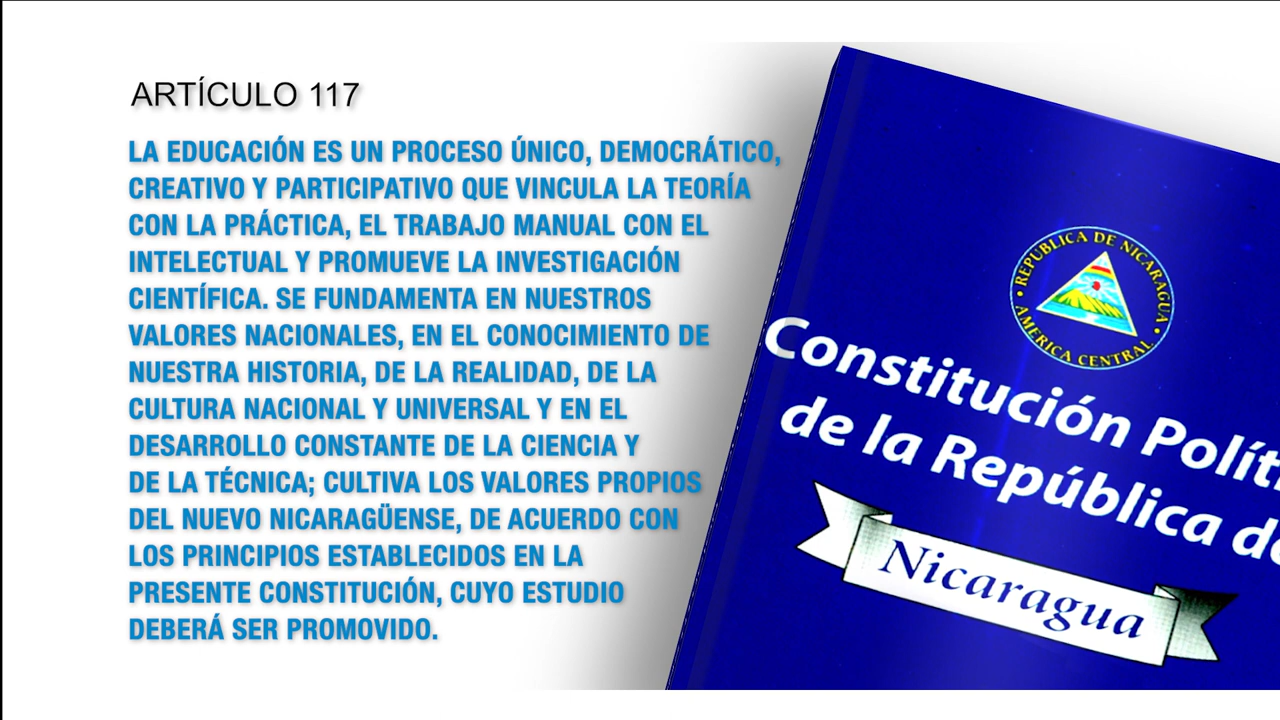 ARTÍCULO 117
LA EDUCACIÓN ES UN PROCESO ÚNICO, DEMOCRÁTICO,
CREATIVO Y PARTICIPATIVO QUE VINCULA LA TEORÍA
CON LA PRÁCTICA, EL TRABAJO MANUAL CON EL
INTELECTUAL Y PROMUEVE LA INVESTIGACIÓN
CIENTÍFICA. SE FUNDAMENTA EN NUESTROS
VALORES NACIONALES, EN EL CONOCIMIENTO DE
NUESTRA HISTORIA, DE LA REALIDAD, DE LA
CULTURA NACIONAL Y UNIVERSAL Y EN EL
DESARROLLO CONSTANTE DE LA CIENCIA Y
DE LA TÉCNICA; CULTIVA LOS VALORES PROPIOS
DEL NUEVO NICARAGÜENSE, DE ACUERDO CON
LOS PRINCIPIOS ESTABLECIDOS EN LA
PRESENTE CONSTITUCIÓN, CUYO ESTUDIO
DEBERÁ SER PROMOVIDO.
REPÚBLICA DE NICARAGUA
AMERICA CENTRAL
Constitución Polít
de la República de
Nicaragua